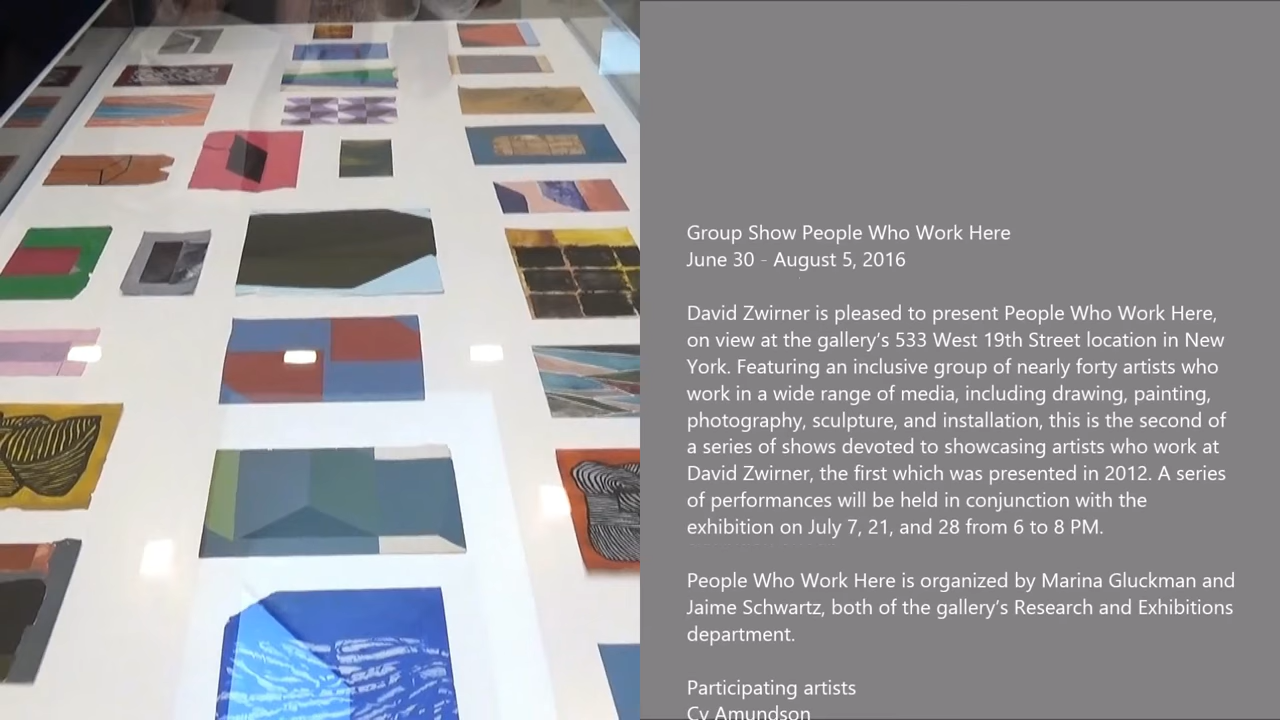 Group Show People Who Work Here
June 30 - August 5, 2016
David Zwirner is pleased to present People Who Work Here,
on view at the gallery’s 533 West 19th Street location in New
York. Featuring an inclusive group of nearly forty artists who
work in a wide range of media, including drawing, painting,
photography, sculpture, and installation, this is the second of
a series of shows devoted to showcasing artists who work at
David Zwirner, the first which was presented in 2012. A series
of performances will be held in conjunction with the
exhibition on July 7, 21, and 28 from 6 to 8 PM.
People Who Work Here is organized by Marina Gluckman and
Jaime Schwartz, both of the gallery’s Research and Exhibitions
department.
Participating artists
Cy Amundson